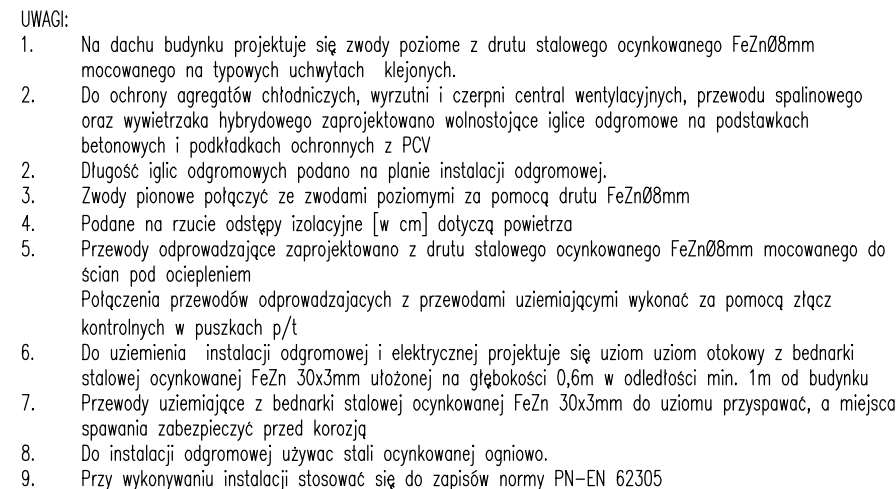 UWAGI:
1. Na dachu budynku projektuje się zwody poziome z drutu stalowego ocynkowanego FeZnØ8mm
mocowanego na typowych uchwytach klejonych.
2. Do ochrony agregatów chłodniczych, wyrzutni i czerpni central wentylacyjnych, przewodu spalinowego
oraz wywietrzaka hybrydowego zaprojektowano wolnostojące iglice odgromowe na podstawkach
betonowych i podkładkach ochronnych z PCV
2. Długość iglic odgromowych podano na planie instalacji odgromowej.
3. Zwody pionowe połączyć ze zwodami poziomymi za pomocą drutu FeZnØ8mm
4. Podane na rzucie odstępy izolacyjne [w cm] dotyczą powietrza
5. Przewody odprowadzające zaprojektowano z drutu stalowego ocynkowanego FeZnØ8mm mocowanego do
ścian pod ociepleniem
Połączenia przewodów odprowadzajacych z przewodami uziemiającymi wykonać za pomocą złącz
kontrolnych w puszkach p/t
6. Do uziemienia instalacji odgromowej i elektrycznej projektuje się uziom uziom otokowy z bednarki
stalowej ocynkowanej FeZn 30x3mm ułożonej na głębokości 0,6m w odledłości min. 1m od budynku
7. Przewody uziemiające z bednarki stalowej ocynkowanej FeZn 30x3mm do uziomu przyspawać, a miejsca
spawania zabezpieczyć przed korozją
8. Do instalacji odgromowej używac stali ocynkowanej ogniowo.
9. Przy wykonywaniu instalacji stosować się do zapisów normy PN-EN 62305